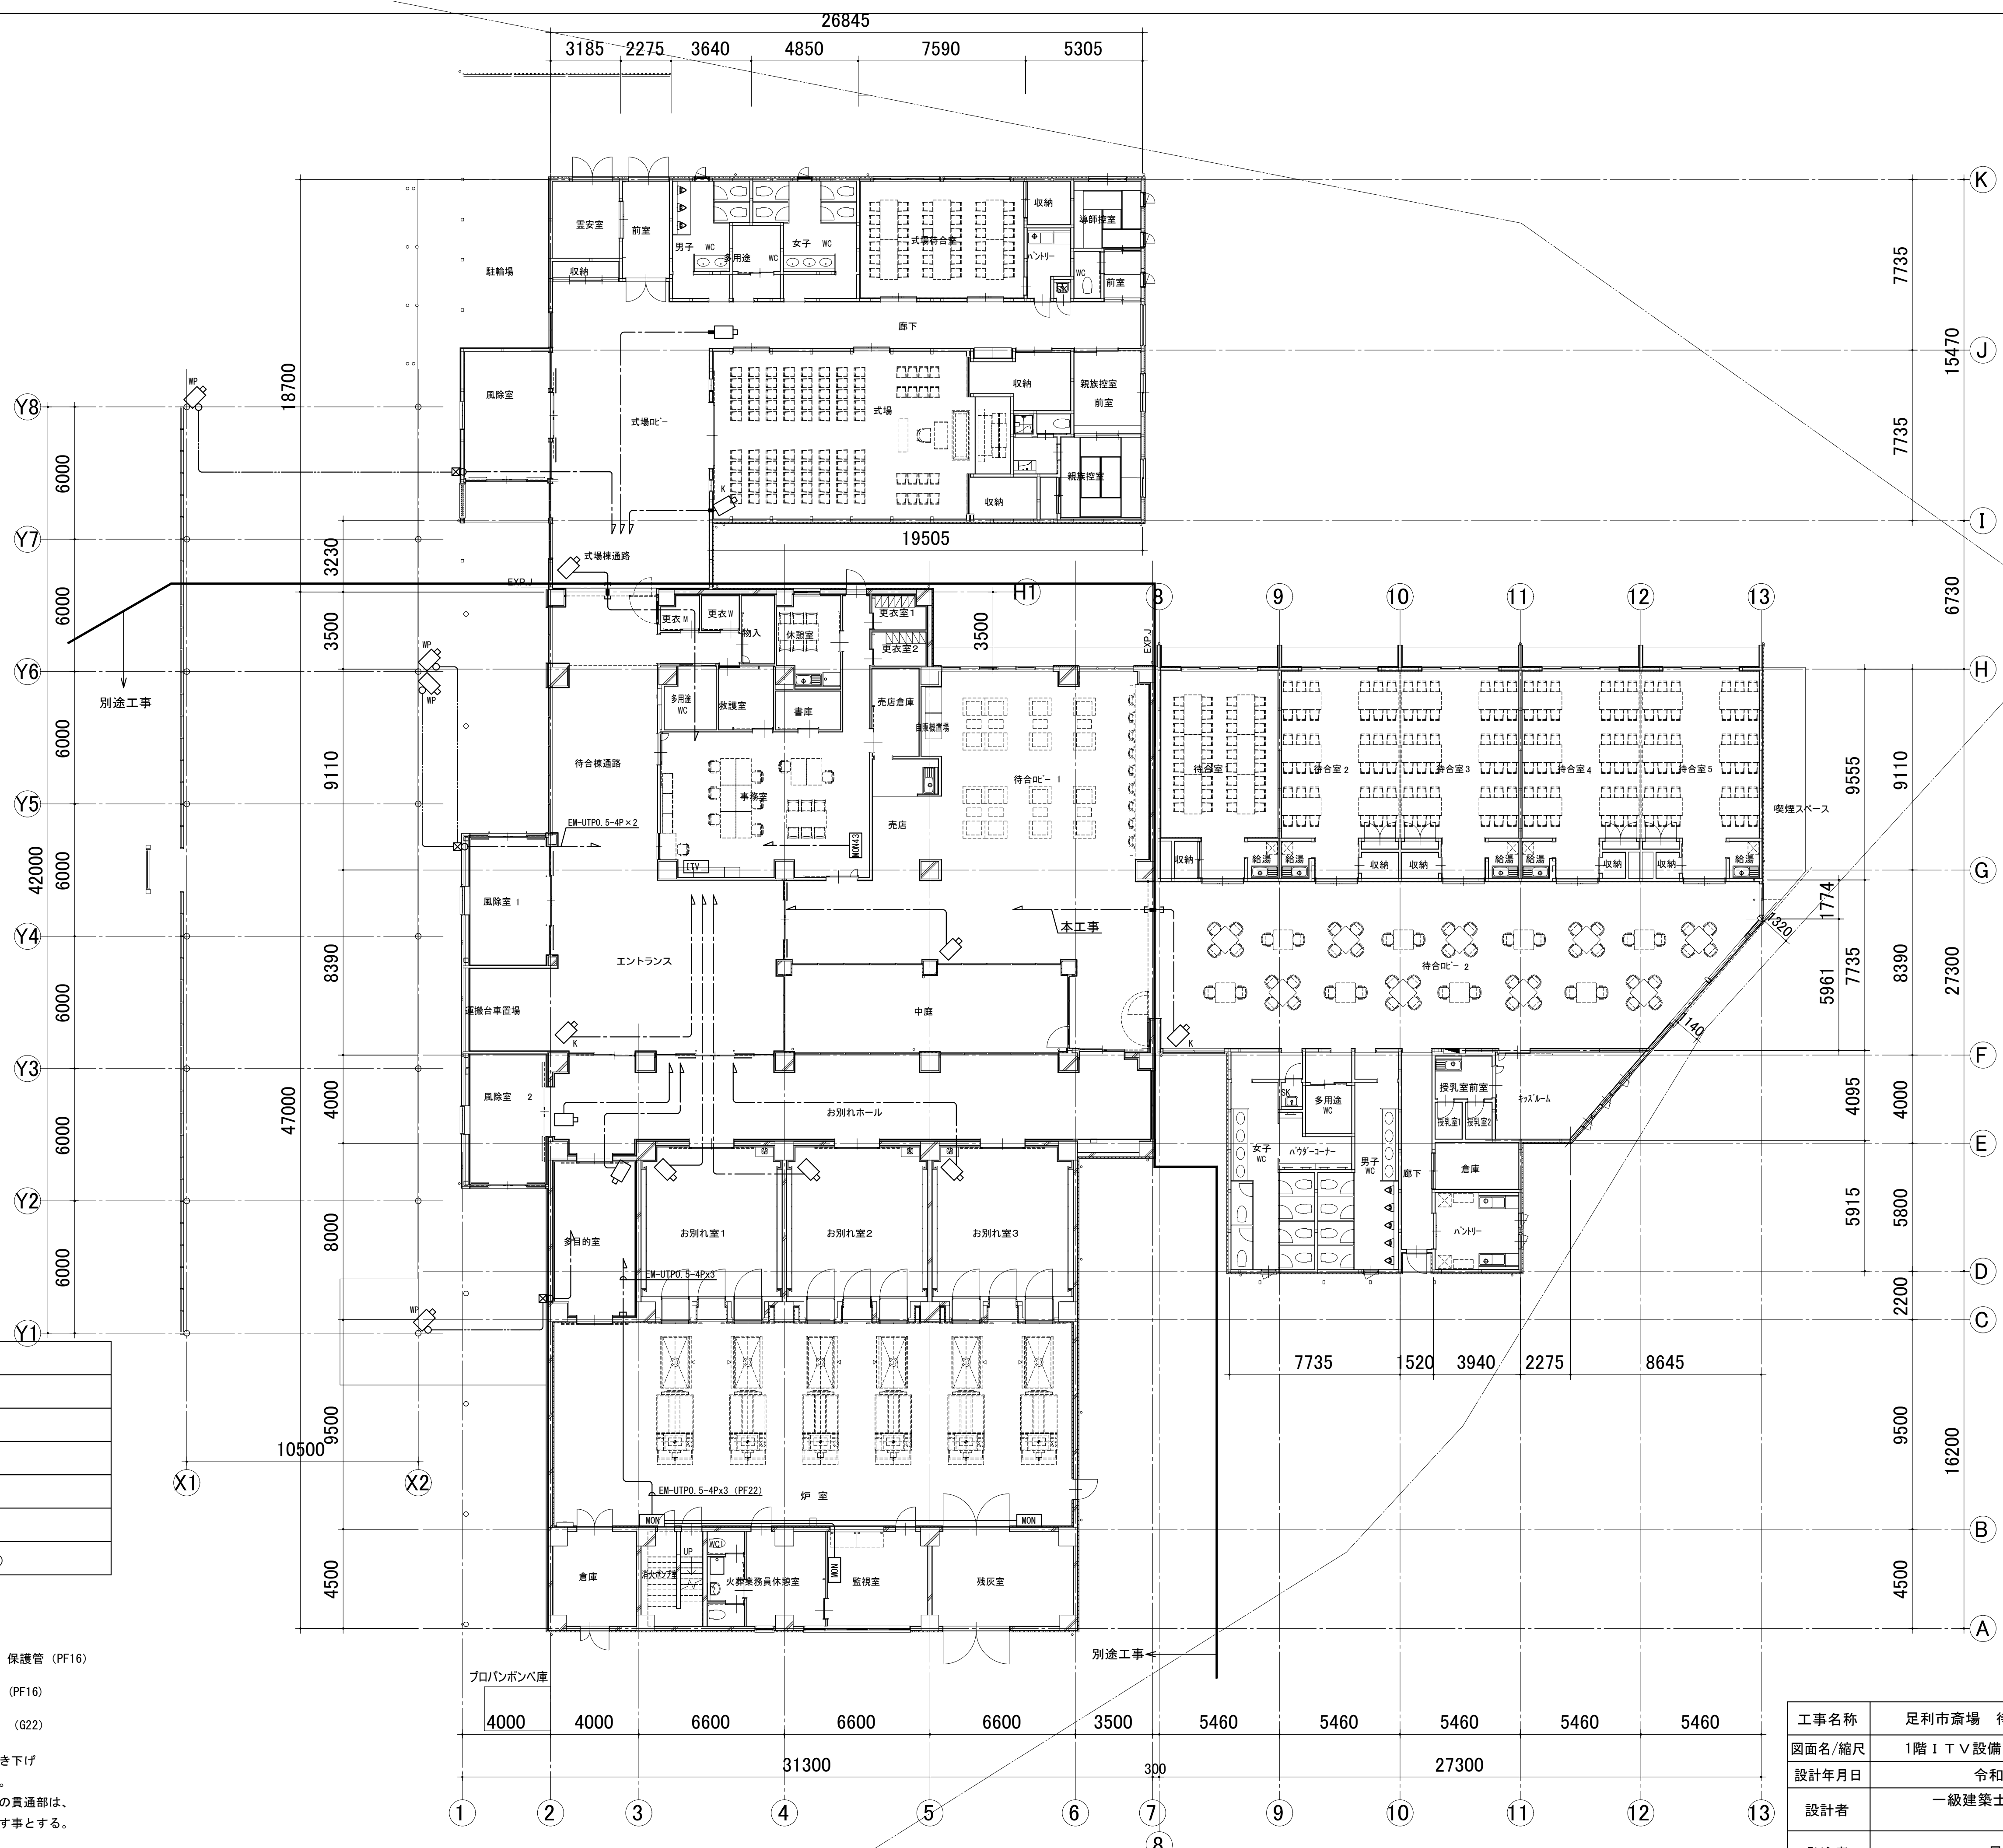 26845
3185 2275 3640 4850 7590 5305
K
霊安室
前室
収納
男子 WC
多用途 WC
女子 WC
式場待合室
収納
導師控室
パントリー
WC
SK
前室
駐輪場
廊下
7735
18700
15470
J
WP
風除室
式場ロビー
式場
収納
親族控室
前室
親族控室
収納
K
7735
Y8
6000
I
Y7
19505
3230
式場棟通路
EXP.J
H1
8 9 10 11 12 13
6000
3500
更衣M
更衣W
物入
休憩室
更衣室1
更衣室2
3500
EXP.J
6730
WP
Y6
WP
H
別途工事
多用途
WC
救護室
書庫
売店倉庫
自販機置場
6000
9110
待合棟通路
事務室
待合ロビー 1
待合室1
待合室2
待合室3
待合室4
待合室5
9555
9110
喫煙スペース
Y5
売店
EM-UTP0.5-4P×2
MON43
ITV
収納 給湯 給湯 収納 収納 給湯 給湯 収納 収納 給湯
G
42000
6000
風除室 1
1774
1320
本工事
Y4
エントランス
8390
待合ロビー 2
5961
7735
8390
27300
6000
運搬台車置場
中庭
K
K
1140
Y3
F
風除室 2
お別れホール
SK
多用途
WC
授乳室前室
授乳室1
授乳室2
キッズルーム
4000
47000
4095
4000
6000
E
女子
WC
パウダーコーナー
男子
WC
廊下
倉庫
パントリー
Y2
8000
多目的室
お別れ室1
お別れ室2
お別れ室3
5915
5800
6000
EM-UTP0.5-4Px3
D
WP
2200
Y1
C
7735 1520 3940 2275 8645
9500
10500
X1
X2
EM-UTP0.5-4Px3 (PF22)
炉 室
9500
16200
MON
MON
B
倉庫
消火ポンプ室
UP
WC1
火葬業務員休憩室
MON
監視室
残灰室
4500
4500
A
保護管 (PF16)
(PF16)
(G22)
き下げ
。
の貫通部は、
す事とする。
別途工事
プロパンボンベ庫
4000 4000 6600 6600 6600 3500 5460 5460 5460 5460 5460
31300
300
27300
1 2 3 4 5 6 7 9 10 11 12 13
8
工事名称 足利市斎場
図面名/縮尺 1階ITV設備
設計年月日 令和
設計者 一級建築士